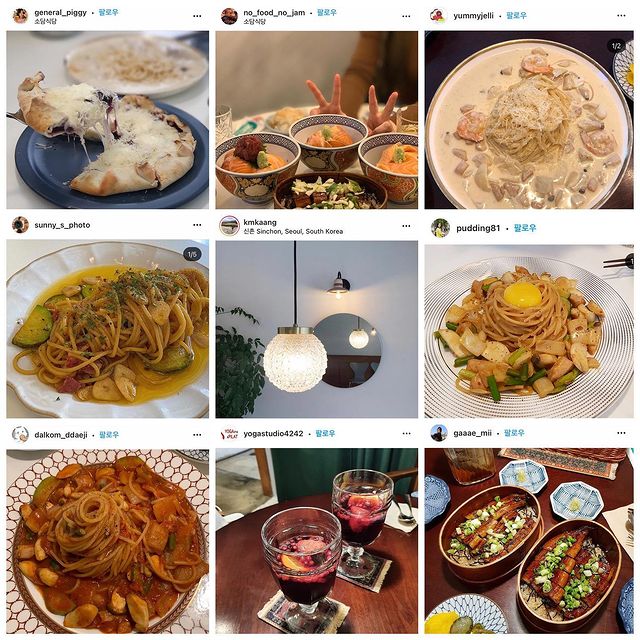 general_piggy • 팔로우
소담식당
no_food_no_jam • 팔로우
소담식당
yummyjelli • 팔로우
1/2
sunny_s_photo
1/5
kmkaang
신촌 Sinchon, Seoul, South Korea
pudding81 • 팔로우
1
dalkom_ddaeji • 팔로우
yogastudio4242 • 팔로우
gaaae_mii • 팔로우